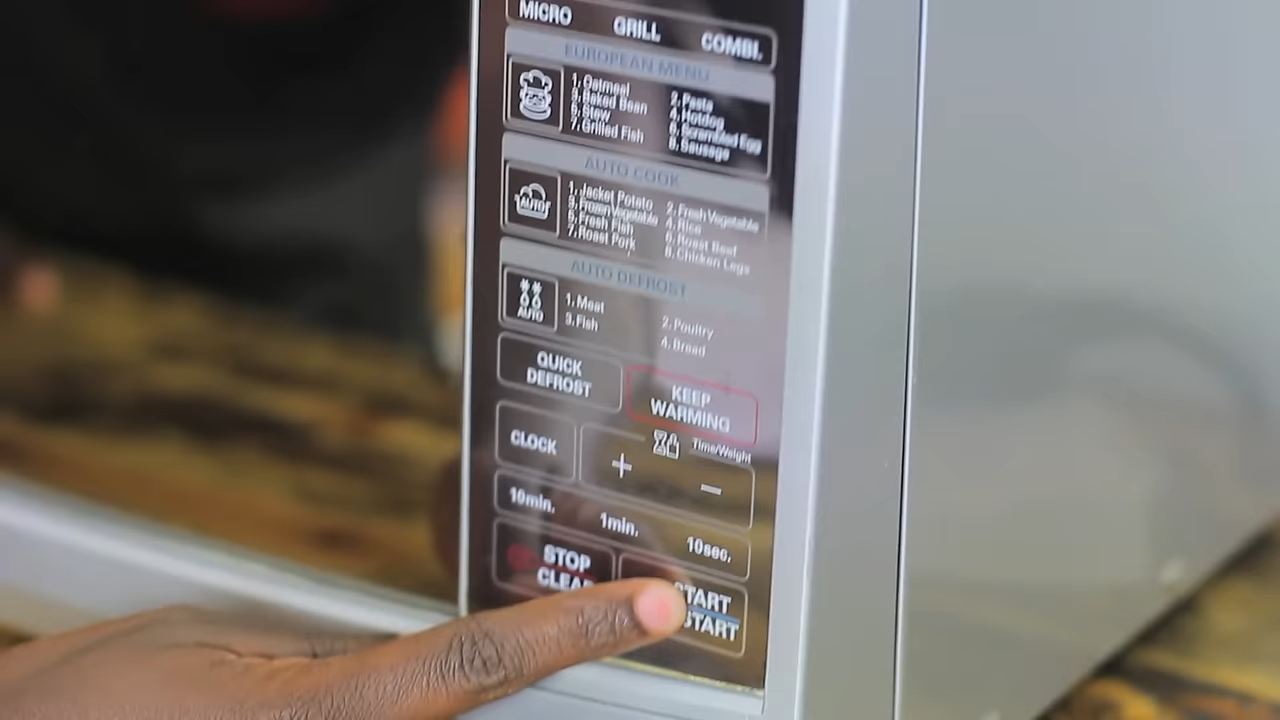 MICRO GRILL COMBI.
EUROPEAN MENU
1. Oatmeal 2. Pasta
3. Baked Bean 4. Hotdog
5. Stew 6. Scrambled Egg
7. Grilled Fish 8. Sausage
AUTO COOK
1. Jacket Potato 2. Fresh Vegetable
3. Frozen Vegetable 4. Rice
5. Fresh Fish 6. Roast Beef
7. Roast Pork 8. Chicken Legs
AUTO
AUTO DEFROST
1. Meat 2. Poultry
3. Fish 4. Bread
AUTO
QUICK
DEFROST
KEEP
WARMING
CLOCK
Time/Weight
+ −
10min. 1min. 10sec.
STOP
CLEAR
START
START